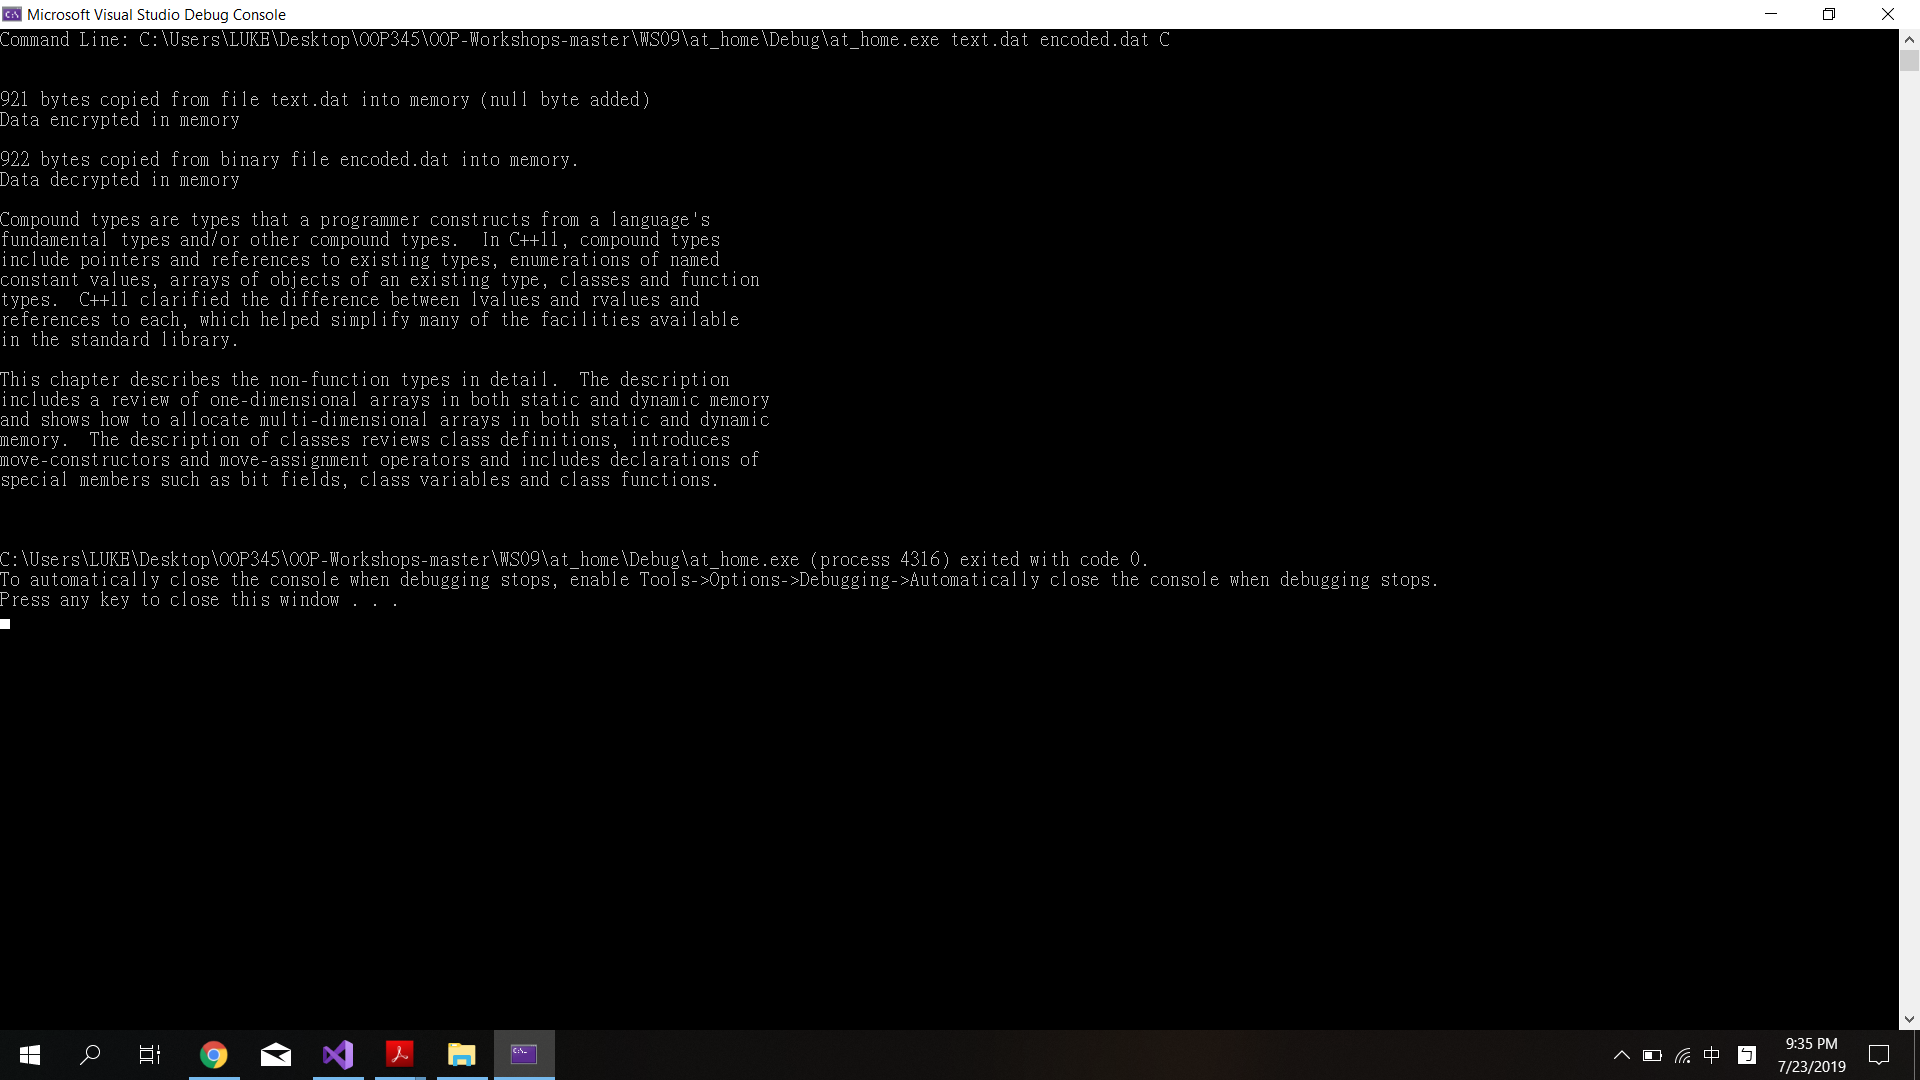 Microsoft Visual Studio Debug Console
Command Line: C:\Users\LUKE\Desktop\OOP345\OOP-Workshops-master\WS09\at_home\Debug\at_home.exe text.dat encoded.dat C
921 bytes copied from file text.dat into memory (null byte added)
Data encrypted in memory
922 bytes copied from binary file encoded.dat into memory.
Data decrypted in memory
Compound types are types that a programmer constructs from a language's
fundamental types and/or other compound types.  In C++11, compound types
include pointers and references to existing types, enumerations of named
constant values, arrays of objects of an existing type, classes and function
types.  C++11 clarified the difference between lvalues and rvalues and
references to each, which helped simplify many of the facilities available
in the standard library.
This chapter describes the non-function types in detail.  The description
includes a review of one-dimensional arrays in both static and dynamic memory
and shows how to allocate multi-dimensional arrays in both static and dynamic
memory.  The description of classes reviews class definitions, introduces
move-constructors and move-assignment operators and includes declarations of
special members such as bit fields, class variables and class functions.
C:\Users\LUKE\Desktop\OOP345\OOP-Workshops-master\WS09\at_home\Debug\at_home.exe (process 4316) exited with code 0.
To automatically close the console when debugging stops, enable Tools->Options->Debugging->Automatically close the console when debugging stops.
Press any key to close this window . . .
中 ㄅ
9:35 PM
7/23/2019